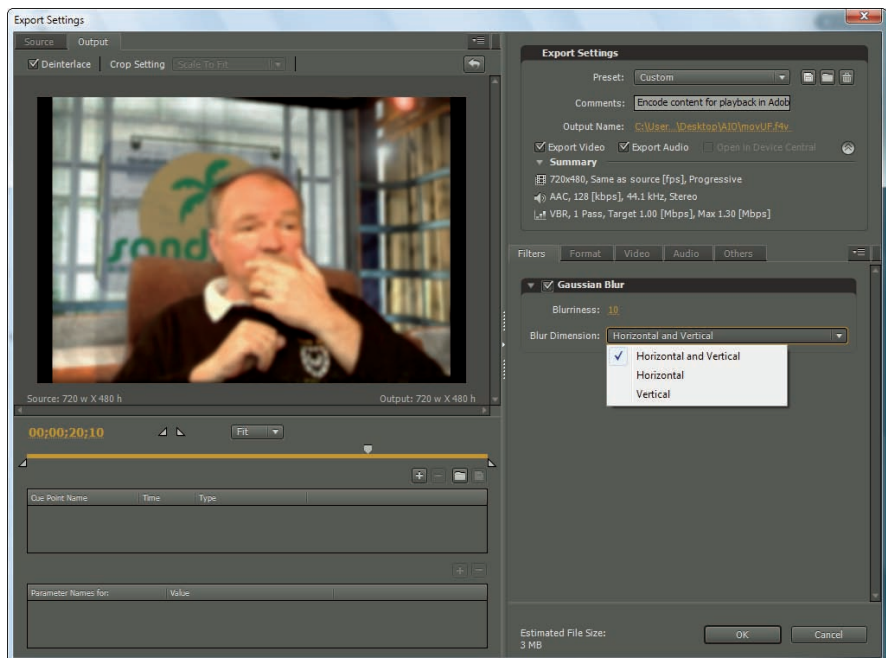 Export Settings
Source Output
Deinterlace Crop Setting Scale To Fit
sand
Source: 720 w X 480 h Output: 720 w X 480 h
00;00;20;10 Fit
Cue Point Name Time Type
Parameter Names for: Value
Export Settings
Preset: Custom
Comments: Encode content for playback in Adob
Output Name: C:\User...\Desktop\AIO\movUF.f4v
Export Video Export Audio Open in Device Central
Summary
720x480, Same as source [fps], Progressive
AAC, 128 [kbps], 44.1 kHz, Stereo
VBR, 1 Pass, Target 1.00 [Mbps], Max 1.30 [Mbps]
Filters Format Video Audio Others
Gaussian Blur
Blurriness: 10
Blur Dimension: Horizontal and Vertical
Horizontal and Vertical
Horizontal
Vertical
Estimated File Size:
3 MB
OK Cancel